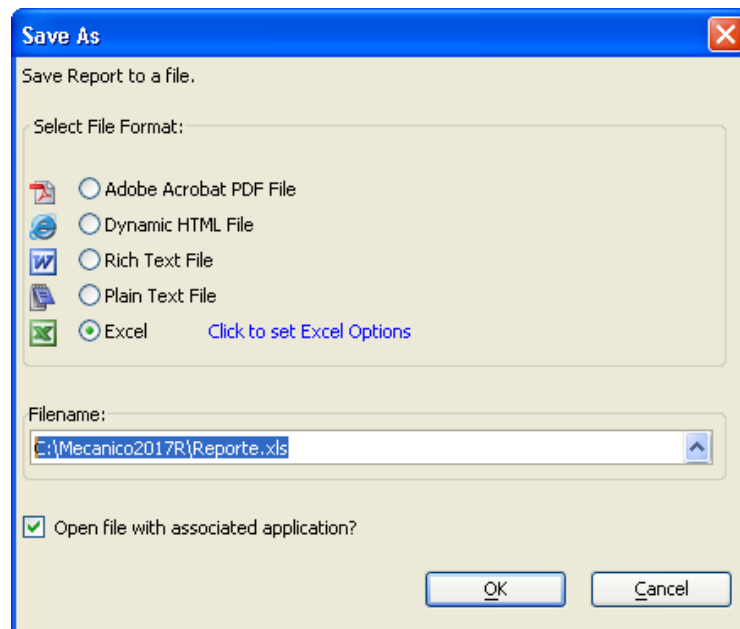 Save As
Save Report to a file.
Select File Format:
Adobe Acrobat PDF File
Dynamic HTML File
Rich Text File
Plain Text File
Excel Click to set Excel Options
Filename:
C:\Mecanico2017R\Reporte.xls
Open file with associated application?
OK Cancel